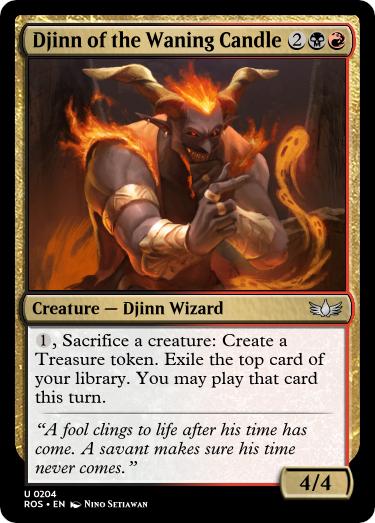 Djinn of the Waning Candle 2
Creature — Djinn Wizard
1, Sacrifice a creature: Create a
Treasure token. Exile the top card of
your library. You may play that card
this turn.
“A fool clings to life after his time has
come. A savant makes sure his time
never comes.”
4/4
U 0204
ROS • EN Nino Setiawan